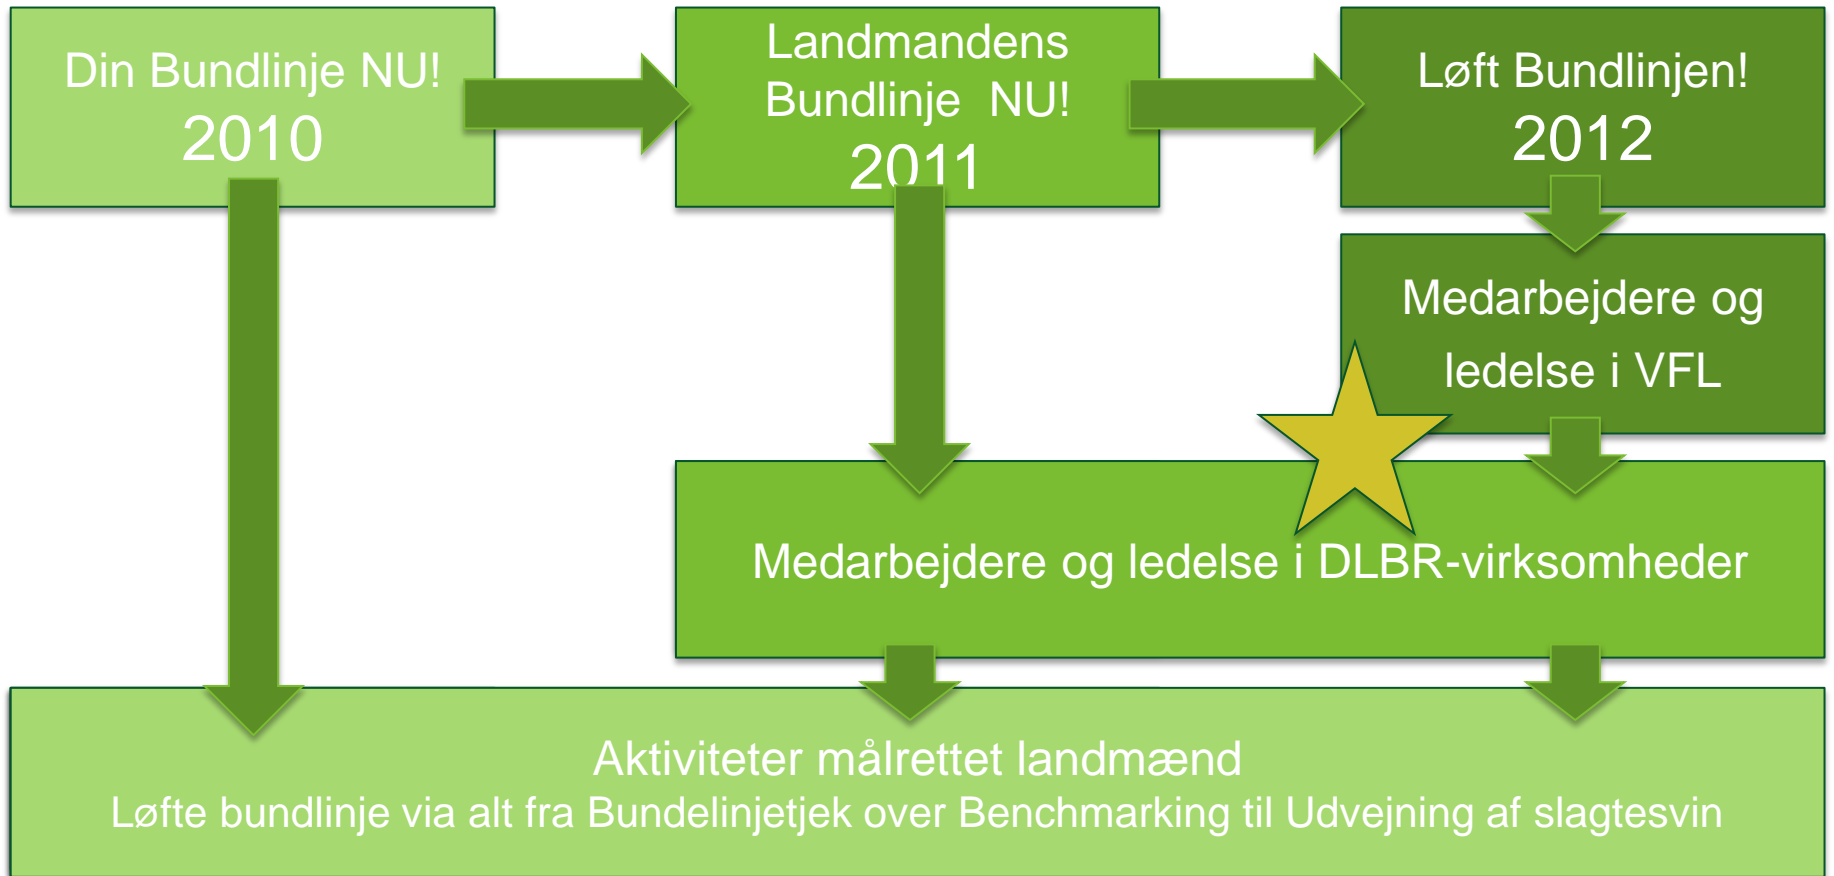 Din Bundlinje NU!
2010
Landmandens
Bundlinje NU!
2011
Løft Bundlinjen!
2012
Medarbejdere og
ledelse i VFL
Medarbejdere og ledelse i DLBR-virksomheder
Aktiviteter målrettet landmænd
Løfte bundlinje via alt fra Bundelinjetjek over Benchmarking til Udvejning af slagtesvin